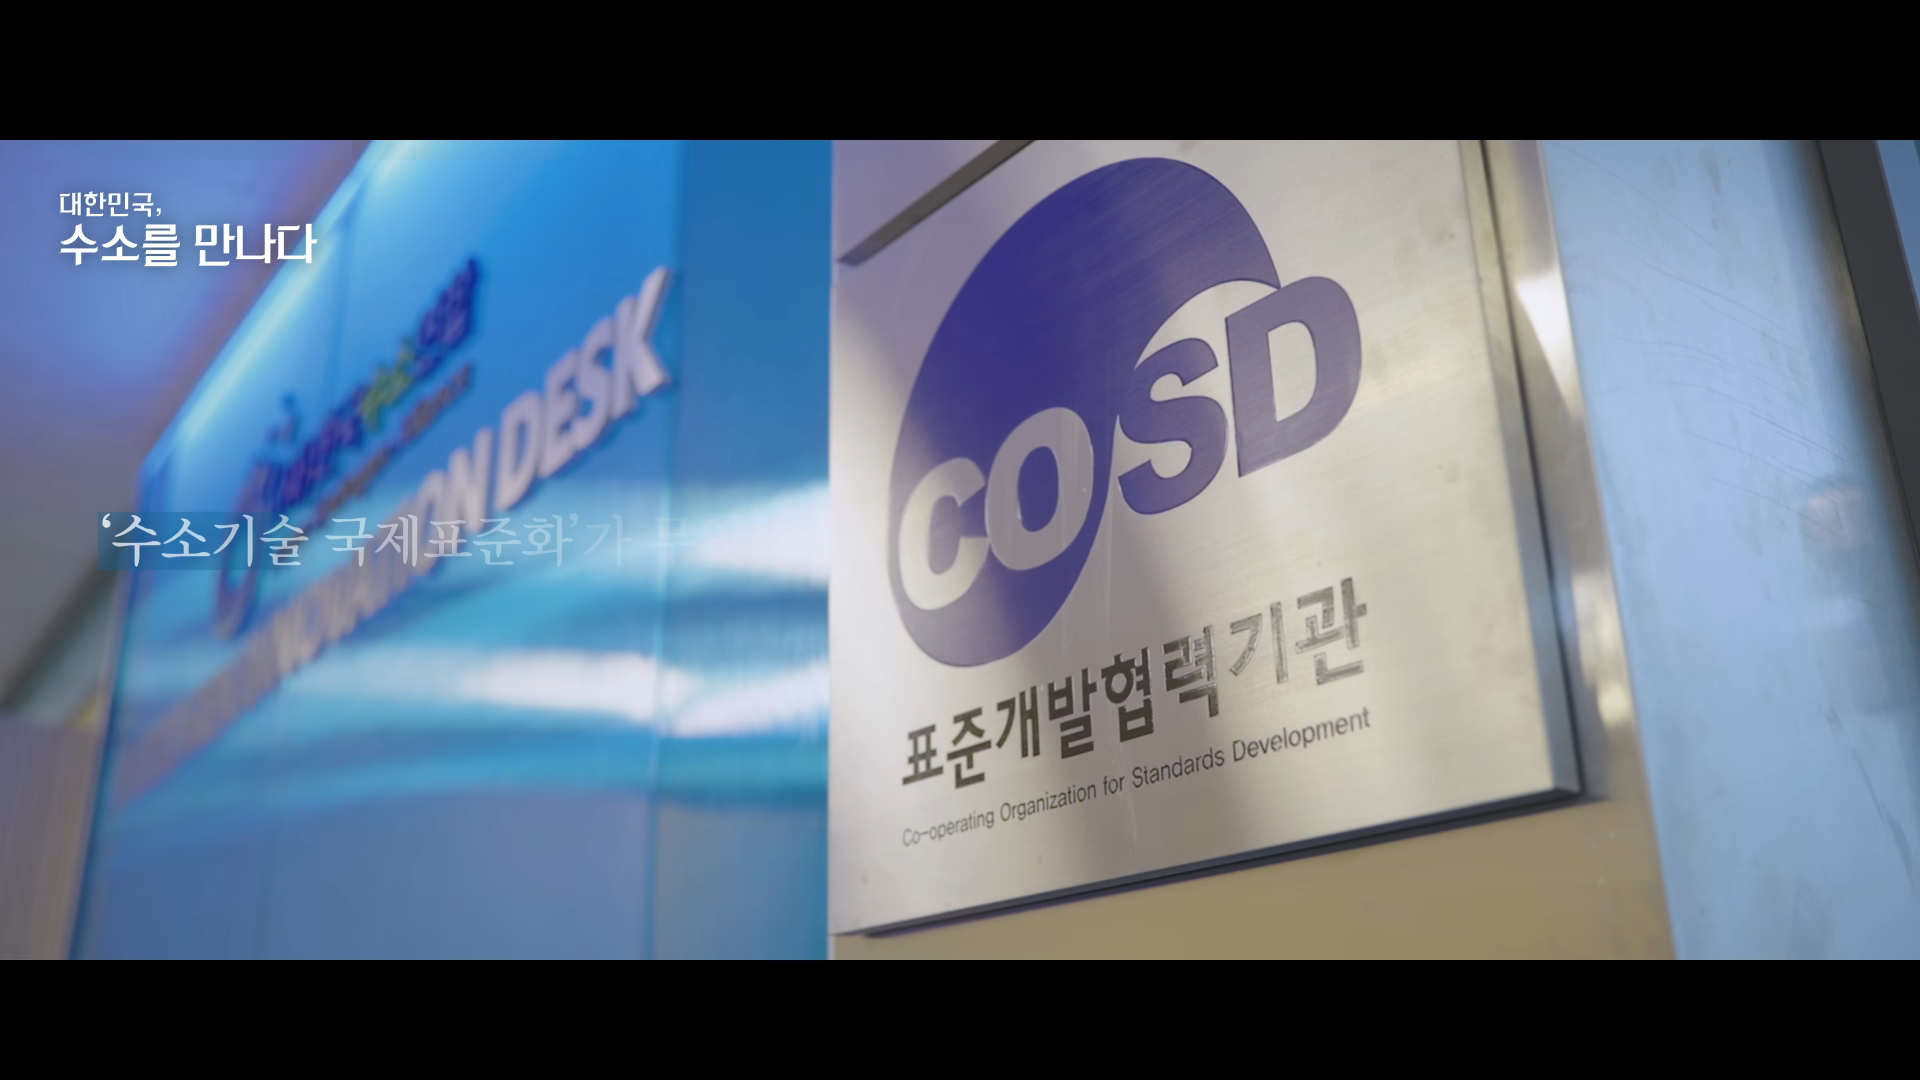 대한민국,
수소를 만나다
INNOVATION DESK
‘수소기술 국제표준화’가
COSD
표준개발협력기관
Co-operating Organization for Standards Development